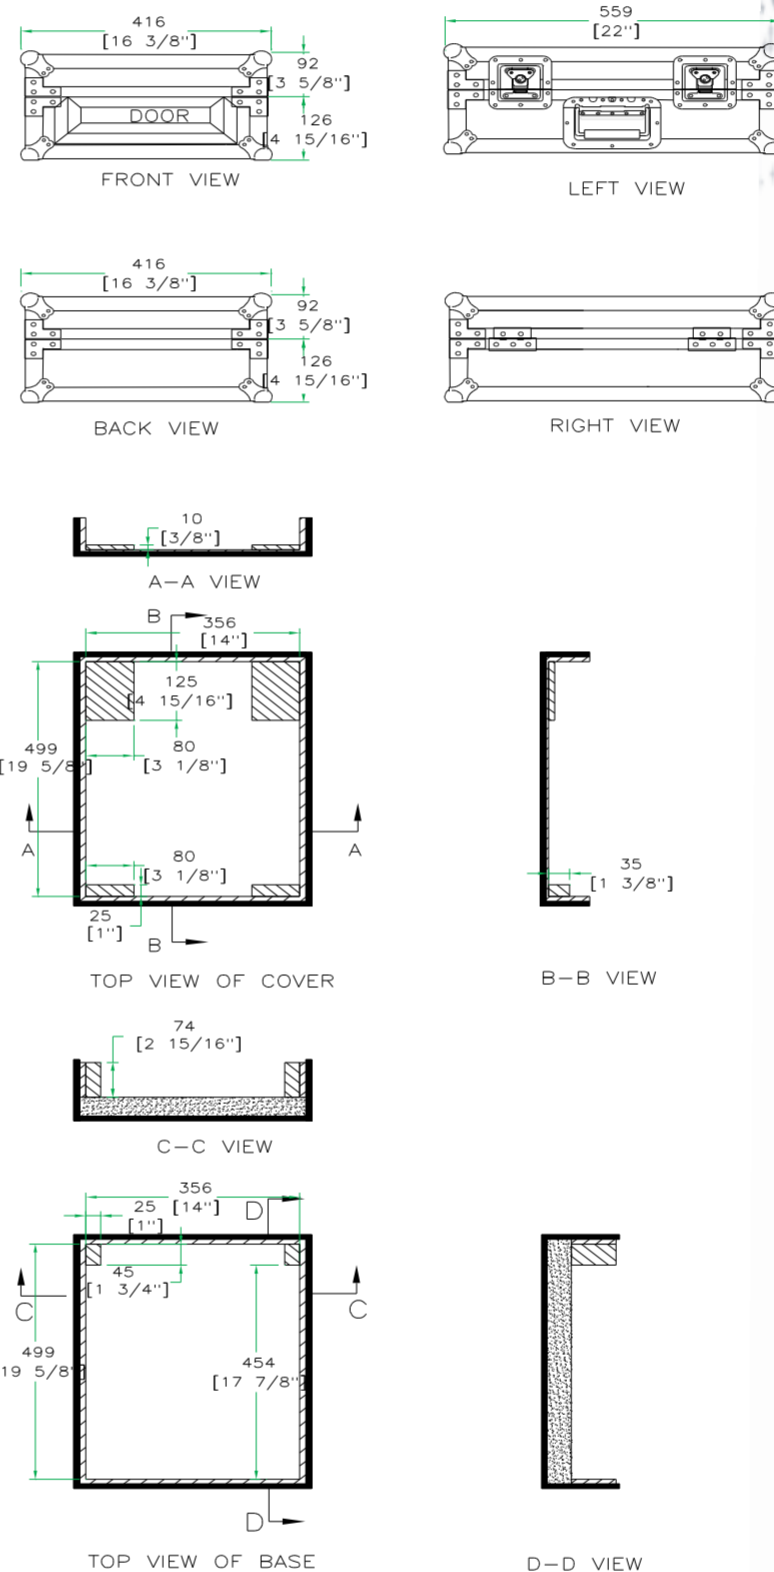 416
[16 3/8"]
92
[3 5/8"]
DOOR
126
[4 15/16"]
FRONT VIEW
559
[22"]
LEFT VIEW
416
[16 3/8"]
92
[3 5/8"]
126
[4 15/16"]
BACK VIEW
RIGHT VIEW
10
[3/8"]
A-A VIEW
B
356
[14"]
125
[4 15/16"]
499
[19 5/8"]
80
[3 1/8"]
A
A
80
[3 1/8"]
25
[1"]
B
TOP VIEW OF COVER
35
[1 3/8"]
B-B VIEW
74
[2 15/16"]
C-C VIEW
356
[14"]
25
[1"]
D
45
[1 3/4"]
C
C
499
19 5/8"]
454
[17 7/8"]
D
TOP VIEW OF BASE
D-D VIEW